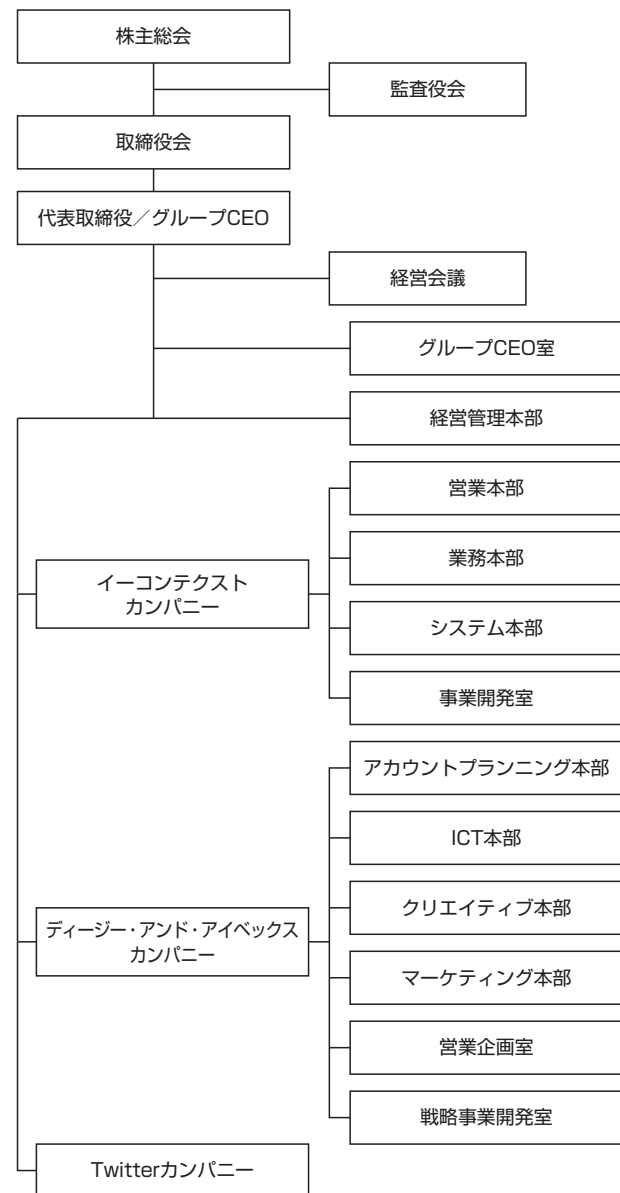 株主総会
監査役会
取締役会
代表取締役／グループCEO
経営会議
グループCEO室
経営管理本部
営業本部
業務本部
イーコンテクスト
カンパニー
システム本部
事業開発室
アカウントプランニング本部
ICT本部
クリエイティブ本部
ディージー・アンド・アイベックス
カンパニー
マーケティング本部
営業企画室
戦略事業開発室
Twitterカンパニー